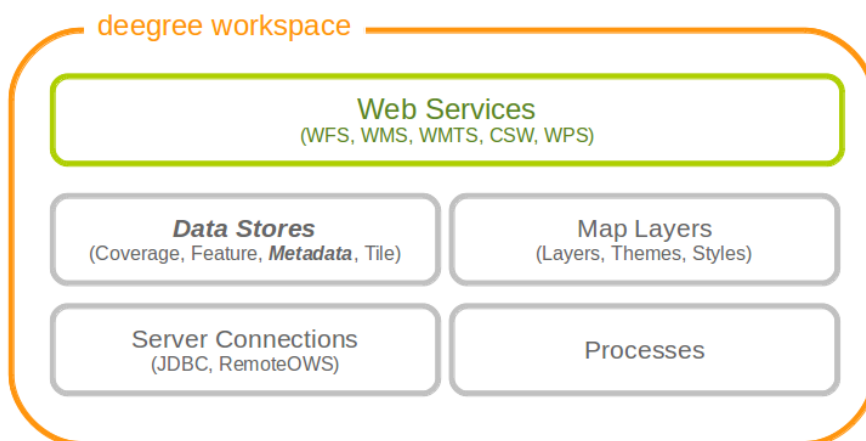 deegree workspace
Web Services
(WFS, WMS, WMTS, CSW, WPS)
Data Stores
(Coverage, Feature, Metadata, Tile)
Map Layers
(Layers, Themes, Styles)
Server Connections
(JDBC, RemoteOWS)
Processes